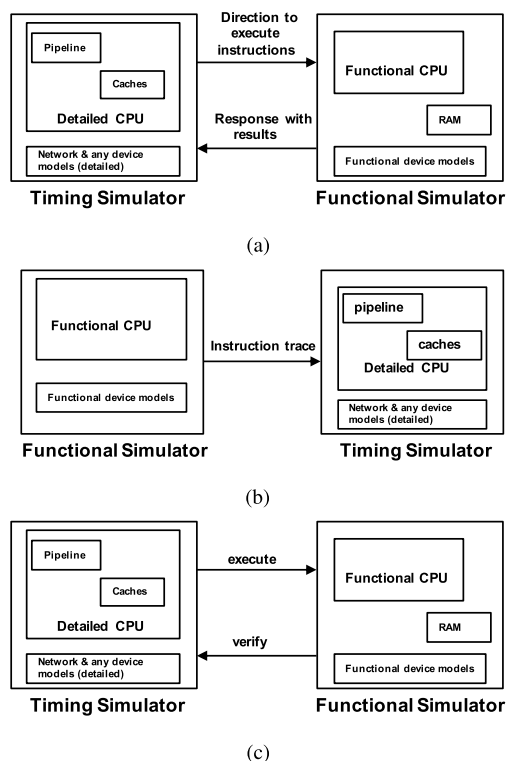 Pipeline
Caches
Detailed CPU
Network & any device
models (detailed)
Timing Simulator
Direction to
execute
instructions
Response with
results
Functional CPU
RAM
Functional device models
Functional Simulator
(a)
Functional CPU
Functional device models
Functional Simulator
Instruction trace
pipeline
caches
Detailed CPU
Network & any device
models (detailed)
Timing Simulator
(b)
Pipeline
Caches
Detailed CPU
Network & any device
models (detailed)
Timing Simulator
execute
verify
Functional CPU
RAM
Functional device models
Functional Simulator
(c)